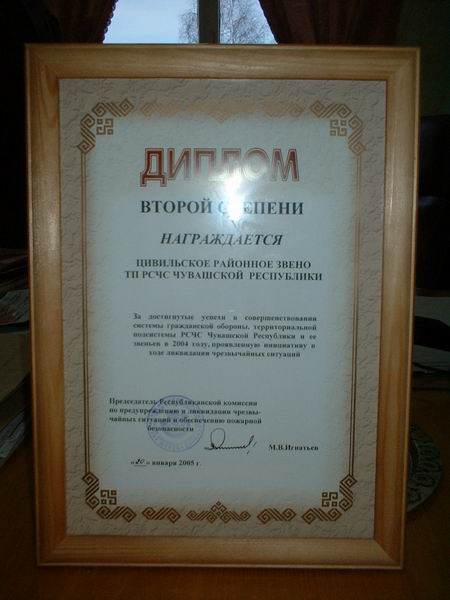 ДИПЛОМ
ВТОРОЙ СТЕПЕНИ
НАГРАЖДАЕТСЯ
ЦИВИЛЬСКОЕ РАЙОННОЕ ЗВЕНО
ТП РСЧС ЧУВАШСКОЙ РЕСПУБЛИКИ
За достигнутые успехи в совершенствовании
системы гражданской обороны, территориальной
подсистемы РСЧС Чувашской Республики и ее
звеньев в 2004 году, проявленную инициативу в
ходе ликвидации чрезвычайных ситуаций
Председатель Республиканской комиссии
по предупреждению и ликвидации чрезвы-
чайных ситуаций и обеспечению пожарной
безопасности
М.В.Игнатьев
«20» января 2005 г.